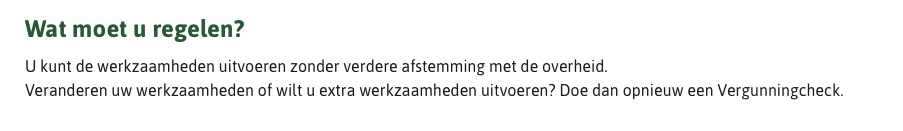 Wat moet u regelen?
U kunt de werkzaamheden uitvoeren zonder verdere afstemming met de overheid.
Veranderen uw werkzaamheden of wilt u extra werkzaamheden uitvoeren? Doe dan opnieuw een Vergunningcheck.